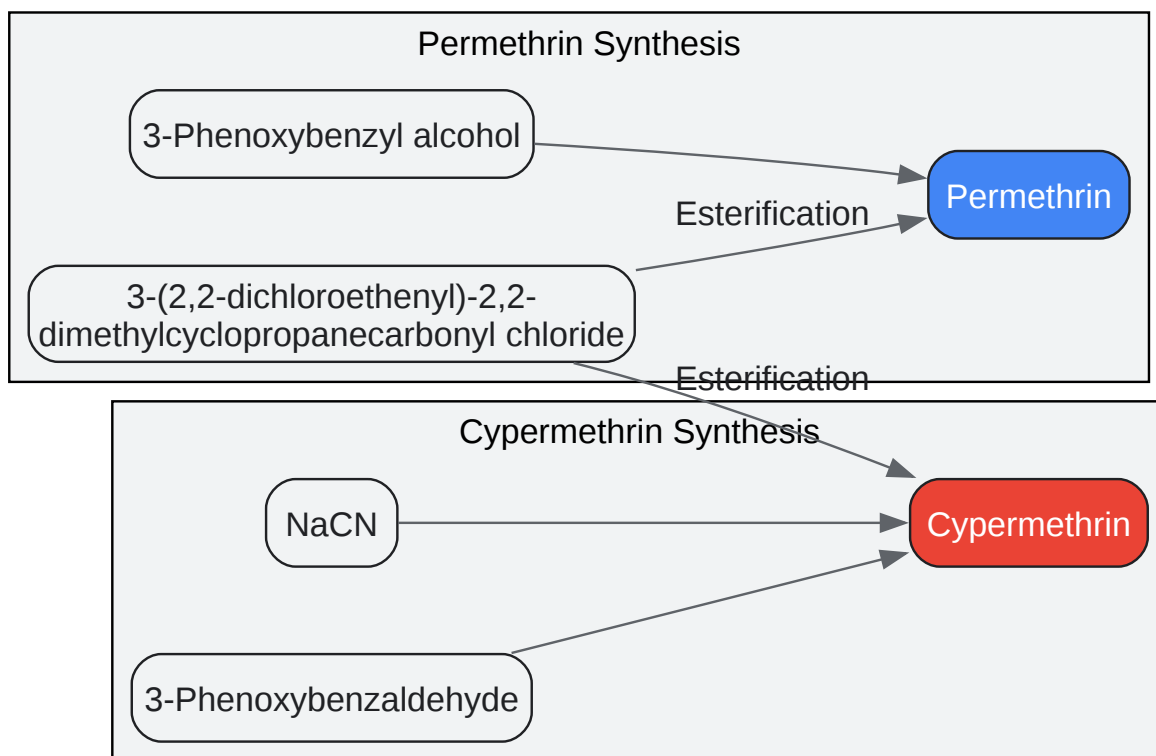 Permethrin Synthesis
3-Phenoxybenzyl alcohol
Permethrin
Esterification
3-(2,2-dichloroethenyl)-2,2-
dimethylcyclopropanecarbonyl chloride
Esterification
Cypermethrin Synthesis
NaCN
Cypermethrin
3-Phenoxybenzaldehyde